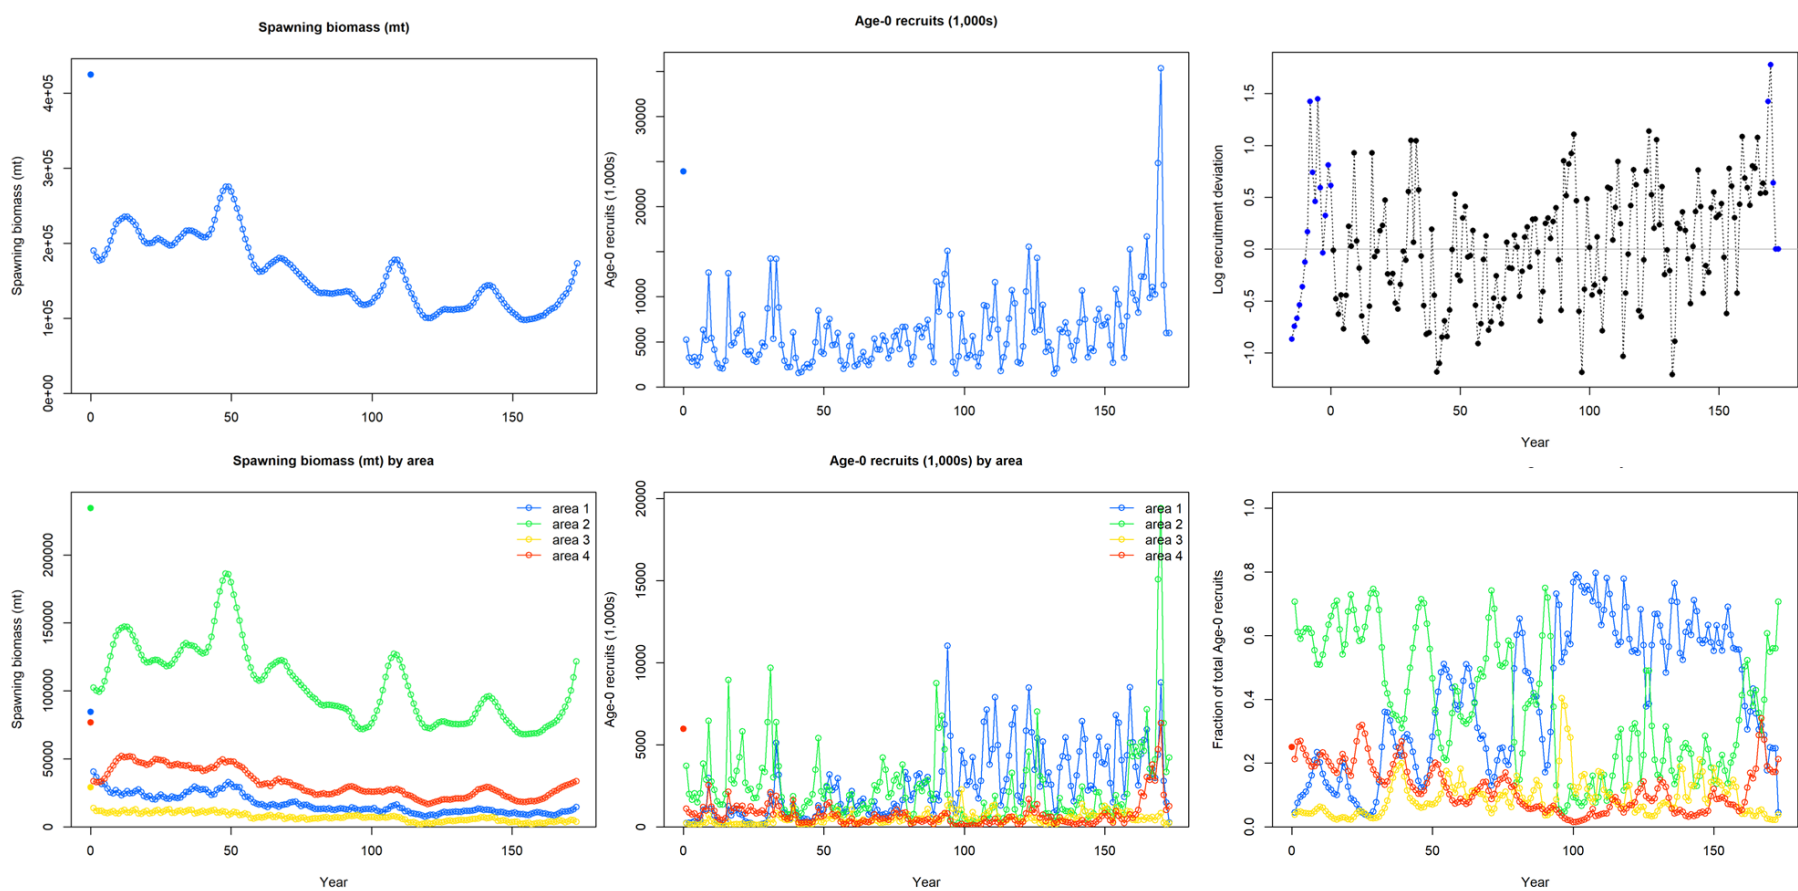 Spawning biomass (mt)
Spawning biomass (mt)
4e+05
3e+05
2e+05
1e+05
0e+00
0 50 100 150
Age-0 recruits (1,000s)
Age-0 recruits (1,000s)
30000
20000
10000
5000
0
0 50 100 150
Log recruitment deviation
1.5
1.0
0.5
0.0
-0.5
-1.0
0 50 100 150
Year
Spawning biomass (mt) by area
Spawning biomass (mt)
200000
150000
100000
50000
0
area 1
area 2
area 3
area 4
0 50 100 150
Year
Age-0 recruits (1,000s) by area
Age-0 recruits (1,000s)
20000
15000
10000
5000
0
area 1
area 2
area 3
area 4
0 50 100 150
Year
Fraction of total Age-0 recruits
1.0
0.8
0.6
0.4
0.2
0.0
0 50 100 150
Year